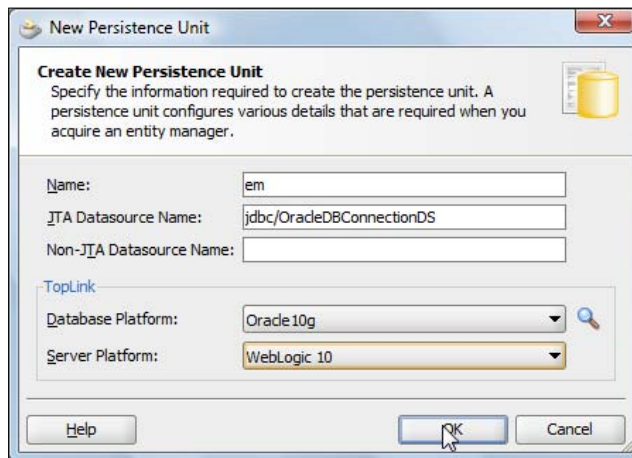 New Persistence Unit
Create New Persistence Unit
Specify the information required to create the persistence unit. A
persistence unit configures various details that are required when you
acquire an entity manager.
Name:
em
JTA Datasource Name:
jdbc/OracleDBConnectionDS
Non-JTA Datasource Name:
TopLink
Database Platform:
Oracle10g
Server Platform:
WebLogic 10
Help
OK
Cancel